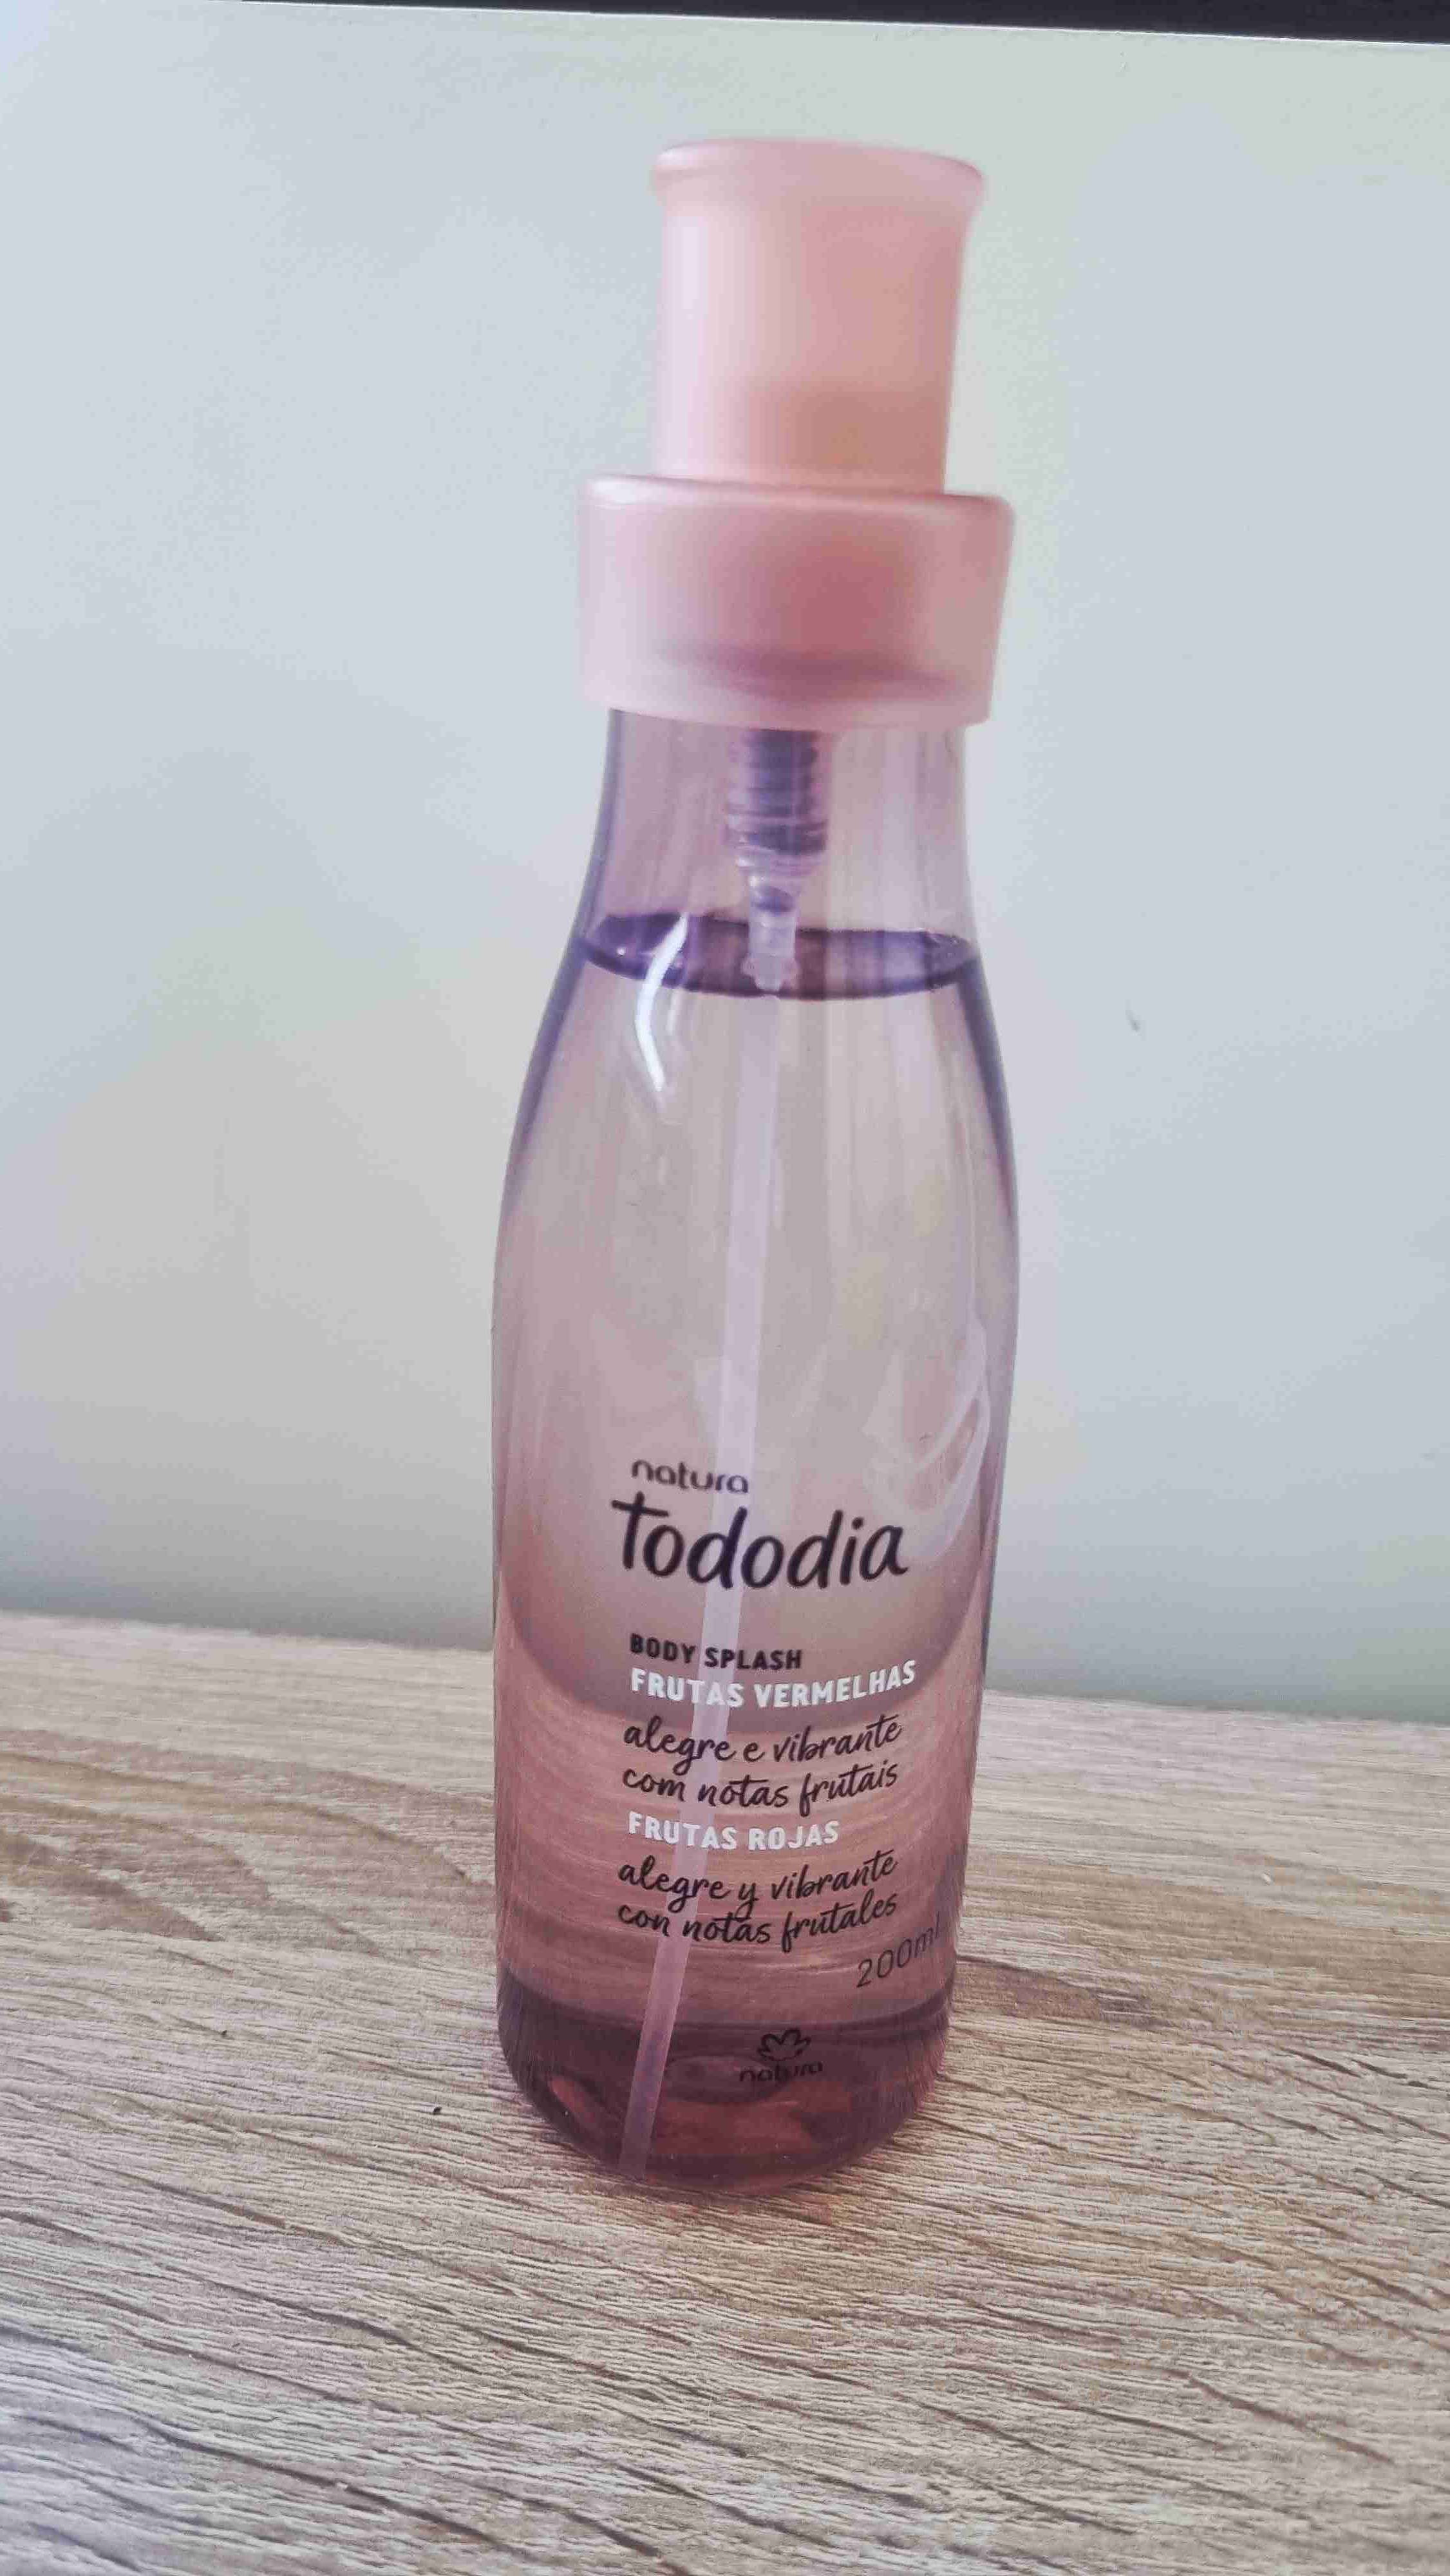 natura
tododia
BODY SPLASH
FRUTAS VERMELHAS
alegre e vibrante
com notas frutais
FRUTAS ROJAS
alegre y vibrante
con notas frutales
200ml
natura